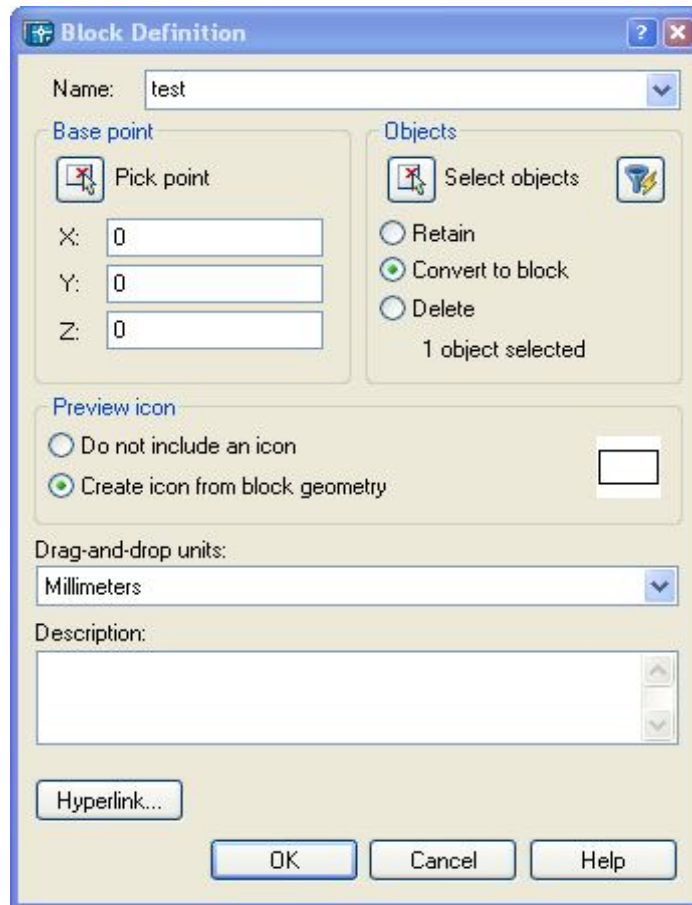 Block Definition
Name: test
Base point
Pick point
X: 0
Y: 0
Z: 0
Objects
Select objects
Retain
Convert to block
Delete
1 object selected
Preview icon
Do not include an icon
Create icon from block geometry
Drag-and-drop units:
Millimeters
Description:
Hyperlink...
OK Cancel Help